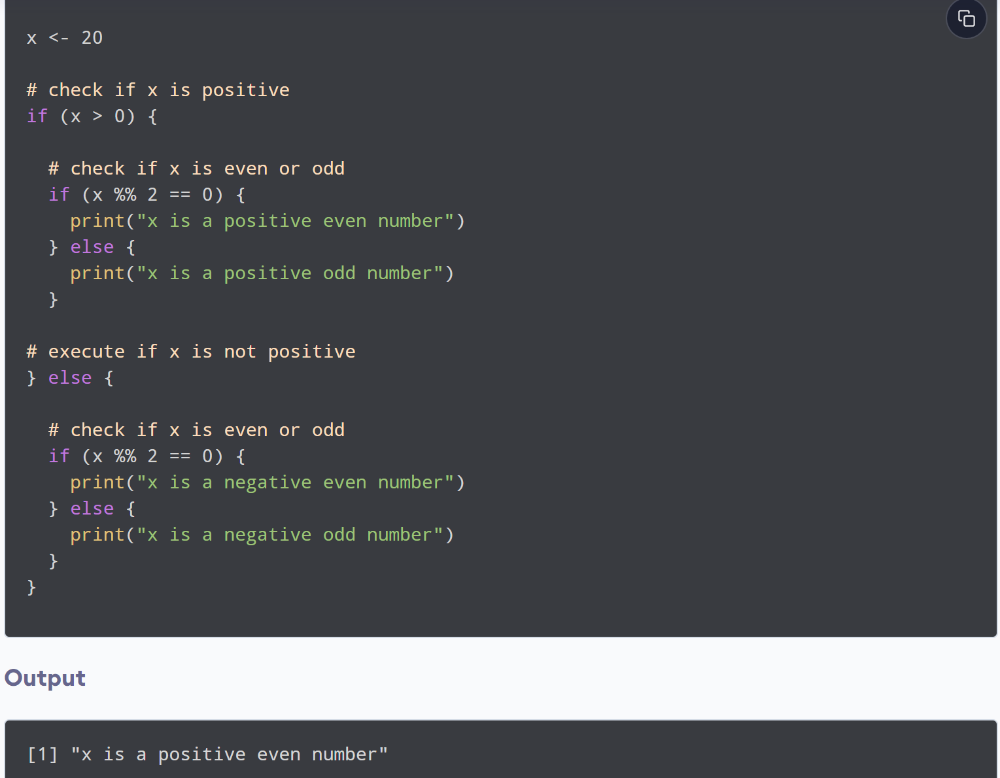 x <- 20
# check if x is positive
if (x > 0) {
  # check if x is even or odd
  if (x %% 2 == 0) {
    print("x is a positive even number")
  } else {
    print("x is a positive odd number")
  }
# execute if x is not positive
} else {
  # check if x is even or odd
  if (x %% 2 == 0) {
    print("x is a negative even number")
  } else {
    print("x is a negative odd number")
  }
}
Output
[1] "x is a positive even number"